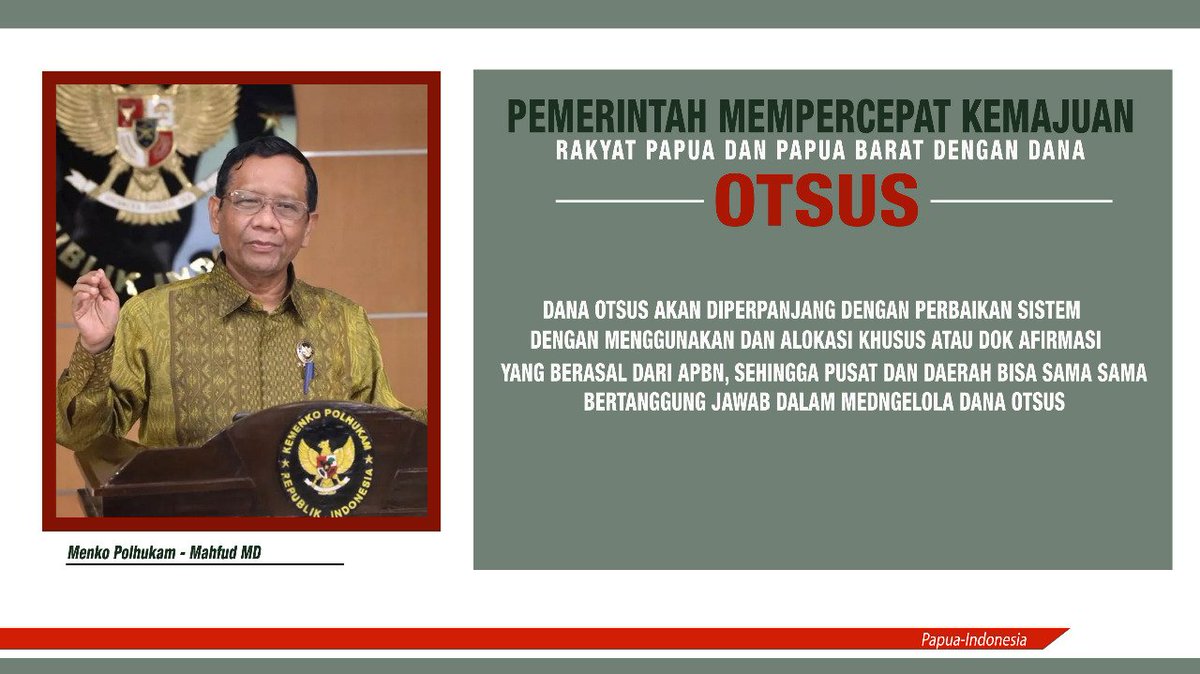 PEMERINTAH MEMPERCEPAT KEMAJUAN
RAKYAT PAPUA DAN PAPUA BARAT DENGAN DANA
OTSUS
DANA OTSUS AKAN DIPERPANJANG DENGAN PERBAIKAN SISTEM
DENGAN MENGGUNAKAN DAN ALOKASI KHUSUS ATAU DOK AFIRMASI
YANG BERASAL DARI APBN, SEHINGGA PUSAT DAN DAERAH BISA SAMA SAMA
BERTANGGUNG JAWAB DALAM MEDNGELOLA DANA OTSUS
KEMENKO POLHUKAM
REPUBLIK INDONESIA
Menko Polhukam - Mahfud MD
Papua-Indonesia